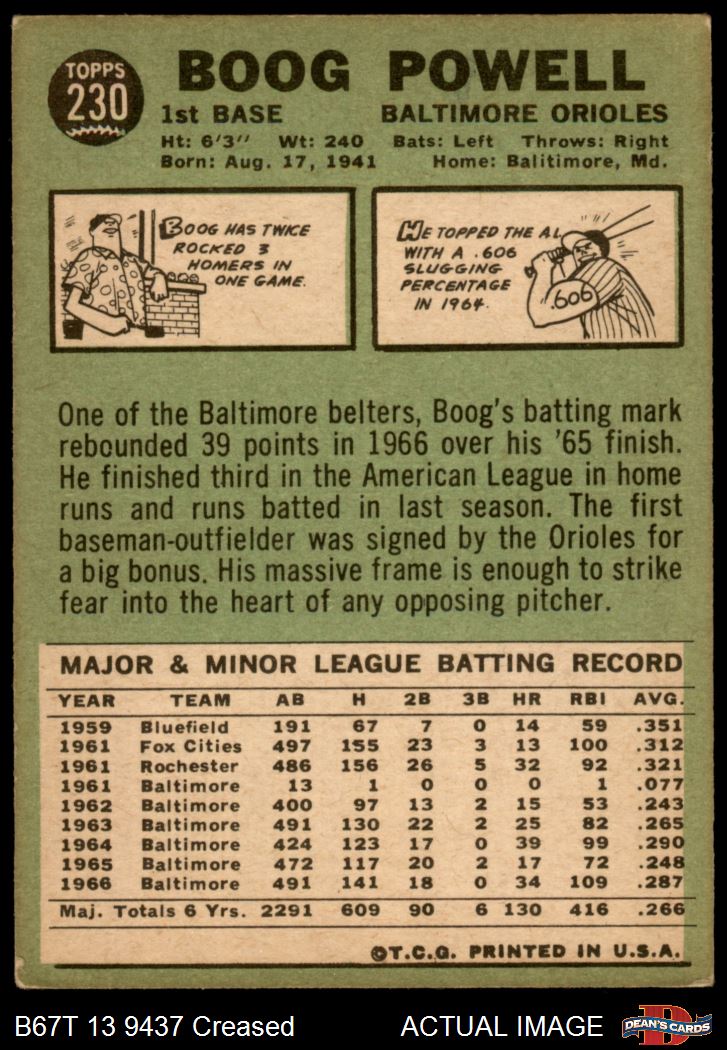 TOPPS
230
BOOG POWELL
1st BASE BALTIMORE ORIOLES
Ht: 6'3" Wt: 240 Bats: Left Throws: Right
Born: Aug. 17, 1941 Home: Balitimore, Md.
BOOG HAS TWICE
ROCKED 3
HOMERS IN
ONE GAME.
HE TOPPED THE AL
WITH A .606
SLUGGING
PERCENTAGE
IN 1964.
.606
One of the Baltimore belters, Boog's batting mark
rebounded 39 points in 1966 over his '65 finish.
He finished third in the American League in home
runs and runs batted in last season. The first
baseman-outfielder was signed by the Orioles for
a big bonus. His massive frame is enough to strike
fear into the heart of any opposing pitcher.
MAJOR & MINOR LEAGUE BATTING RECORD
YEAR TEAM AB H 2B 3B HR RBI AVG.
1959 Bluefield 191 67 7 0 14 59 .351
1961 Fox Cities 497 155 23 3 13 100 .312
1961 Rochester 486 156 26 5 32 92 .321
1961 Baltimore 13 1 0 0 0 1 .077
1962 Baltimore 400 97 13 2 15 53 .243
1963 Baltimore 491 130 22 2 25 82 .265
1964 Baltimore 424 123 17 0 39 99 .290
1965 Baltimore 472 117 20 2 17 72 .248
1966 Baltimore 491 141 18 0 34 109 .287
Maj. Totals 6 Yrs. 2291 609 90 6 130 416 .266
©T.C.G. PRINTED IN U.S.A.
B67T 13 9437 Creased ACTUAL IMAGE
D
DEAN'S CARDS